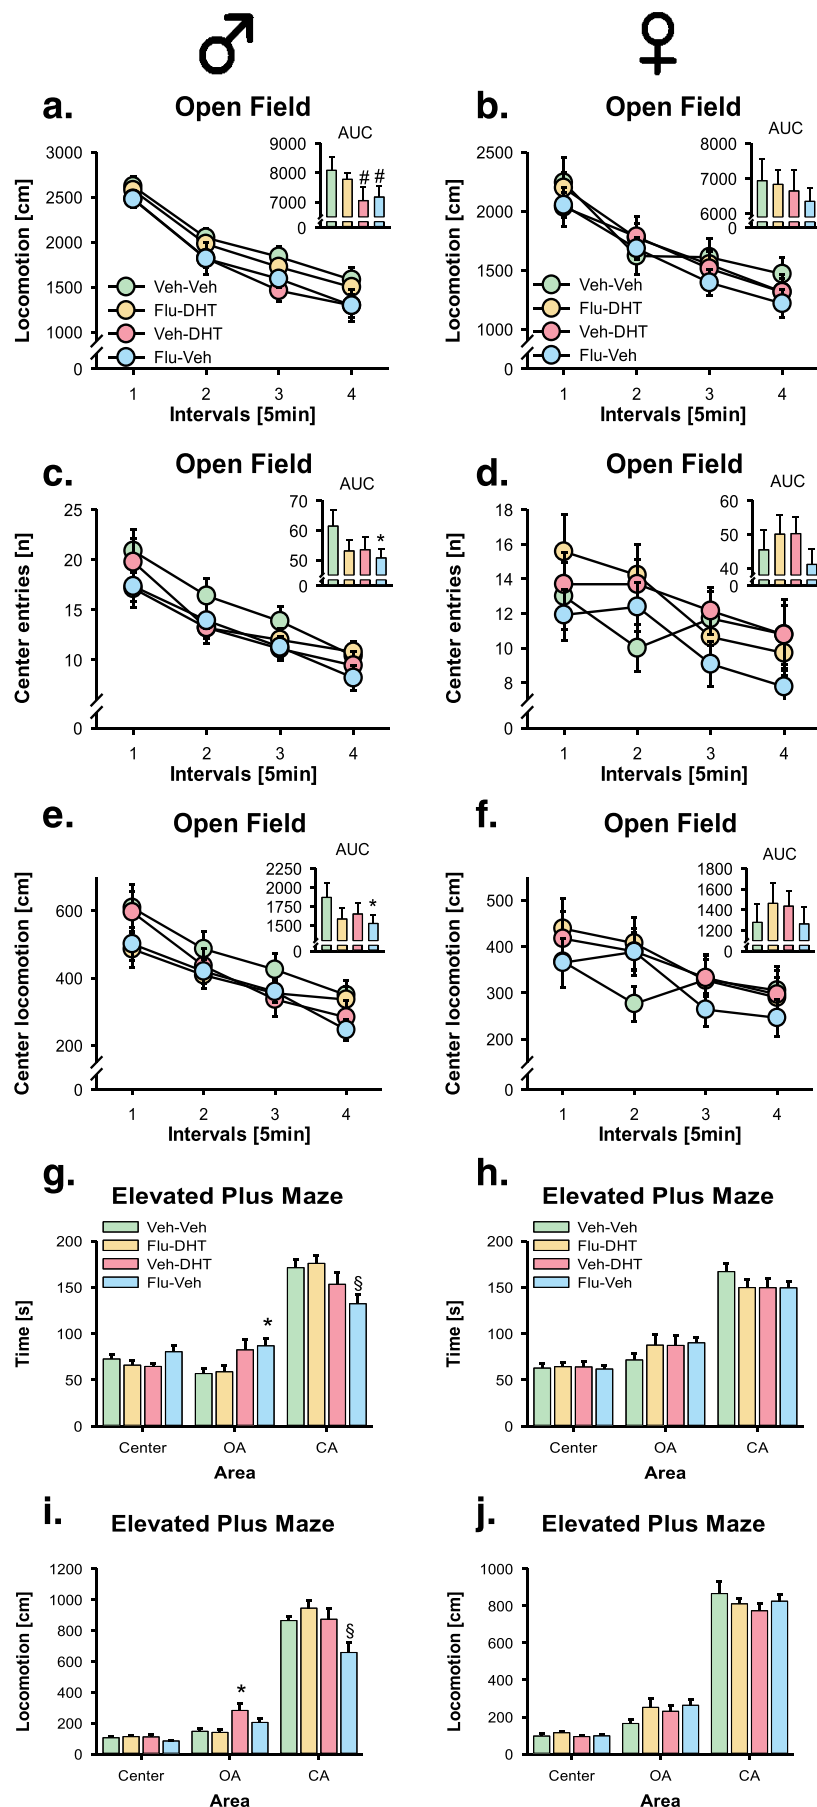 ♂ ♀
a. Open Field
AUC
9000
8000
7000
0
# #
3000
2500
2000
1500
1000
0
Locomotion [cm]
Veh-Veh
Flu-DHT
Veh-DHT
Flu-Veh
1 2 3 4
Intervals [5min]
b. Open Field
AUC
8000
7000
6000
0
2500
2000
1500
1000
0
Locomotion [cm]
Veh-Veh
Flu-DHT
Veh-DHT
Flu-Veh
1 2 3 4
Intervals [5min]
c. Open Field
AUC
70
60
50
0
*
25
20
15
10
0
Center entries [n]
1 2 3 4
Intervals [5min]
d. Open Field
AUC
60
50
40
0
18
16
14
12
10
8
0
Center entries [n]
1 2 3 4
Intervals [5min]
e. Open Field
AUC
2250
2000
1750
1500
0
*
600
400
200
0
Center locomotion [cm]
1 2 3 4
Intervals [5min]
f. Open Field
AUC
1800
1600
1400
1200
0
500
400
300
200
0
Center locomotion [cm]
1 2 3 4
Intervals [5min]
g.
Elevated Plus Maze
Veh-Veh
Flu-DHT
Veh-DHT
Flu-Veh
200
150
100
50
0
Time [s]
*
§
Center OA CA
Area
h.
Elevated Plus Maze
Veh-Veh
Flu-DHT
Veh-DHT
Flu-Veh
200
150
100
50
0
Time [s]
Center OA CA
Area
i.
Elevated Plus Maze
1200
1000
800
600
400
200
0
Locomotion [cm]
*
§
Center OA CA
Area
j.
Elevated Plus Maze
1000
800
600
400
200
0
Locomotion [cm]
Center OA CA
Area